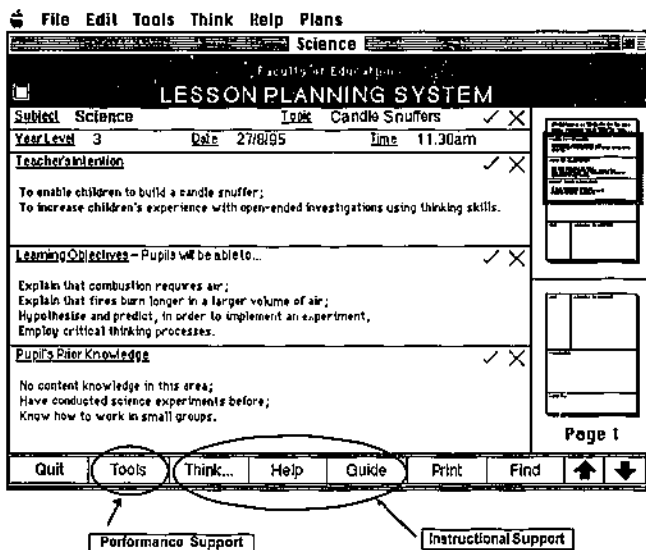 File Edit Tools Think Help Plans
Science
Faculty of Education
LESSON PLANNING SYSTEM
Subject Science Topic Candle Snuffers
Year Level 3 Date 27/8/95 Time 11.30am
Teacher's Intention
To enable children to build a candle snuffer;
To increase children's experience with open-ended investigations using thinking skills.
Learning Objectives – Pupils will be able to...
Explain that combustion requires air;
Explain that fires burn longer in a larger volume of air;
Hypothesise and predict, in order to implement an experiment,
Employ critical thinking processes.
Pupil's Prior Knowledge
No content knowledge in this area;
Have conducted science experiments before;
Know how to work in small groups.
Page 1
Quit Tools Think... Help Guide Print Find
Performance Support
Instructional Support